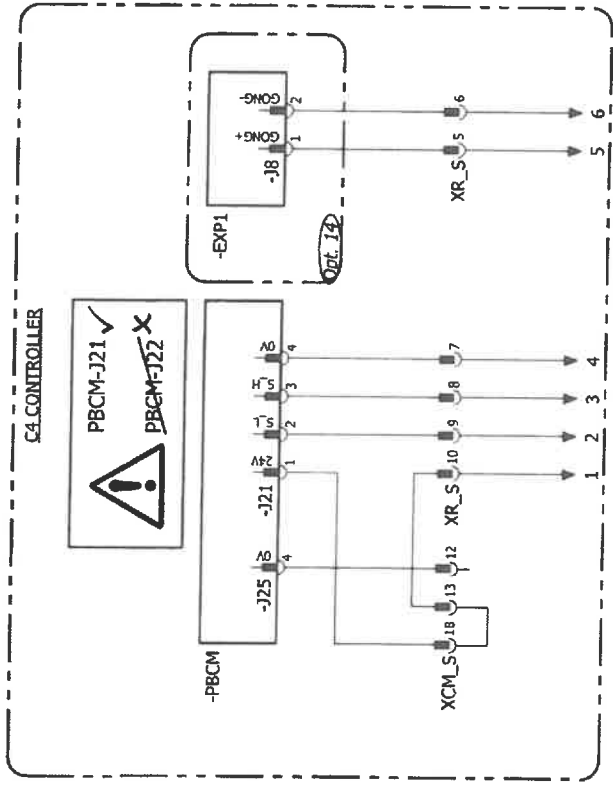 C4 CONTROLLER
PBCM-J21 ✓
PBCM-J22 X
-PBCM
-EXP1
0V 24V S_L S_H 0V GONG+ GONG-
-J25 -J21 -J8
4 1 2 3 4 1 2
Opt. 14
18 13 12 10 9 8 7 5 6
XCM_S XR_S XR_S
1 2 3 4 5 6